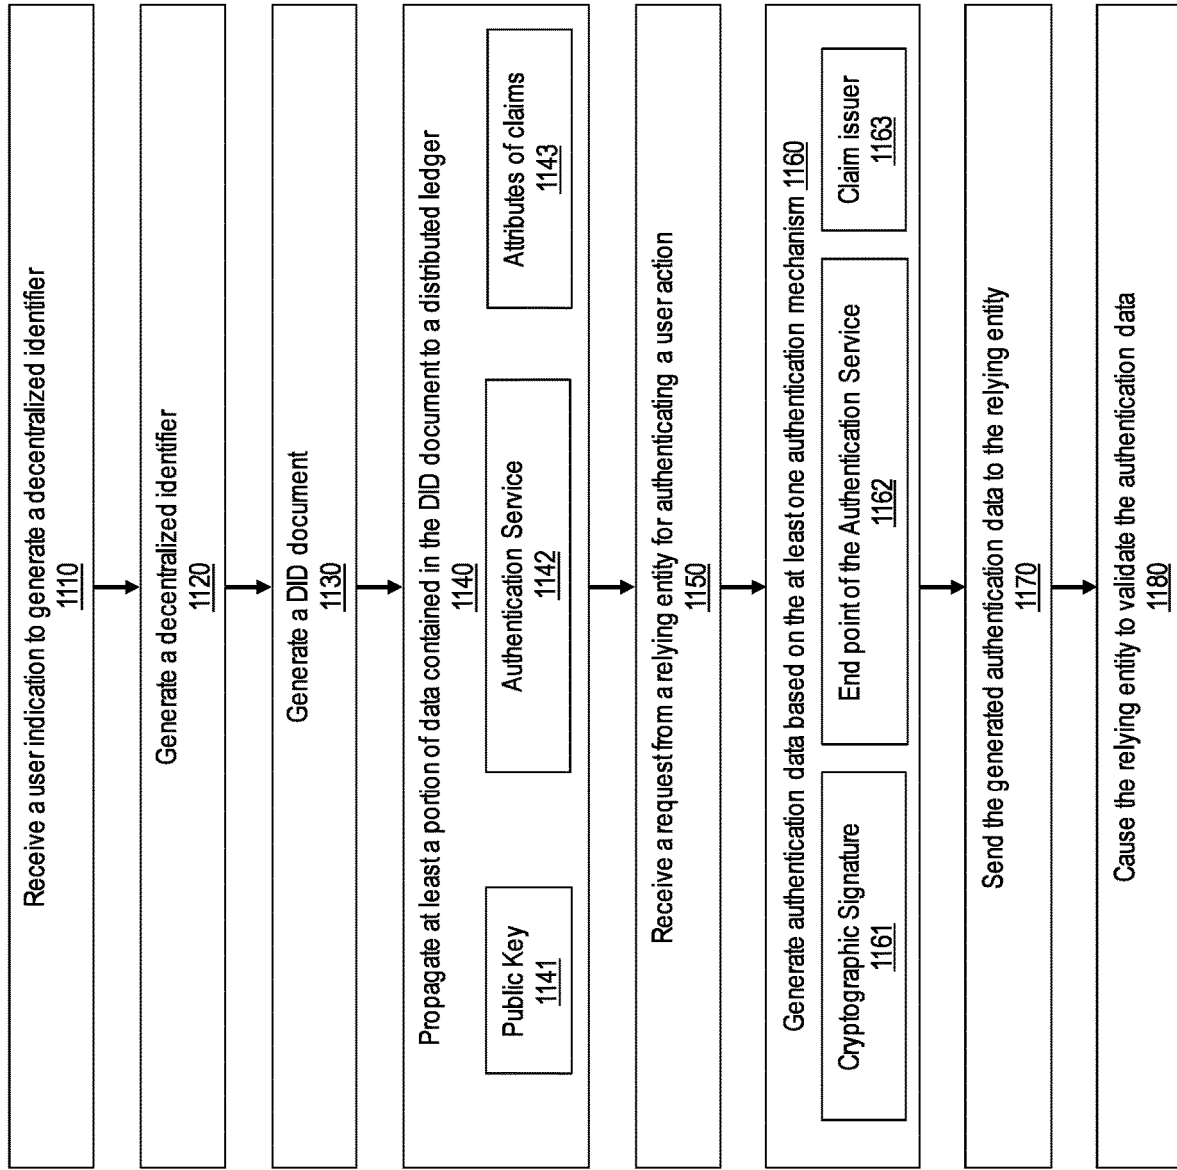 Receive a user indication to generate a decentralized identifier
1110
Generate a decentralized identifier
1120
Generate a DID document
1130
Propagate at least a portion of data contained in the DID document to a distributed ledger
1140
Public Key
1141
Authentication Service
1142
Attributes of claims
1143
Receive a request from a relying entity for authenticating a user action
1150
Generate authentication data based on the at least one authentication mechanism 1160
Cryptographic Signature
1161
End point of the Authentication Service
1162
Claim issuer
1163
Send the generated authentication data to the relying entity
1170
Cause the relying entity to validate the authentication data
1180